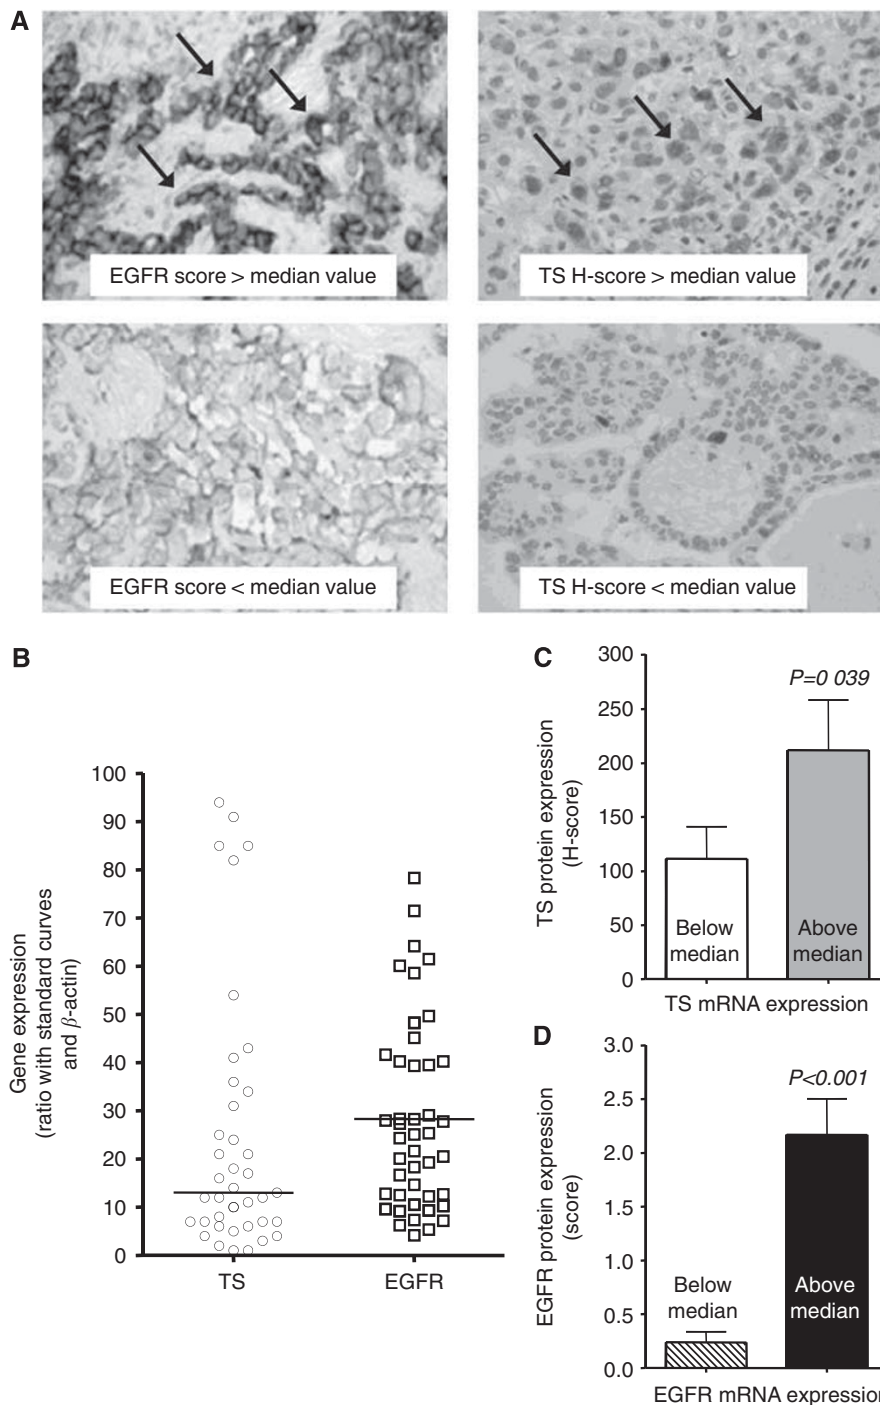 A
EGFR score > median value
TS H-score > median value
EGFR score < median value
TS H-score < median value
B
Gene expression
(ratio with standard curves
and β-actin)
100
90
80
70
60
50
40
30
20
10
0
TS
EGFR
C
TS protein expression
(H-score)
300
250
200
150
100
50
0
P=0 039
Below
median
Above
median
TS mRNA expression
D
EGFR protein expression
(score)
3.0
2.5
2.0
1.5
1.0
0.5
0.0
P<0.001
Below
median
Above
median
EGFR mRNA expression